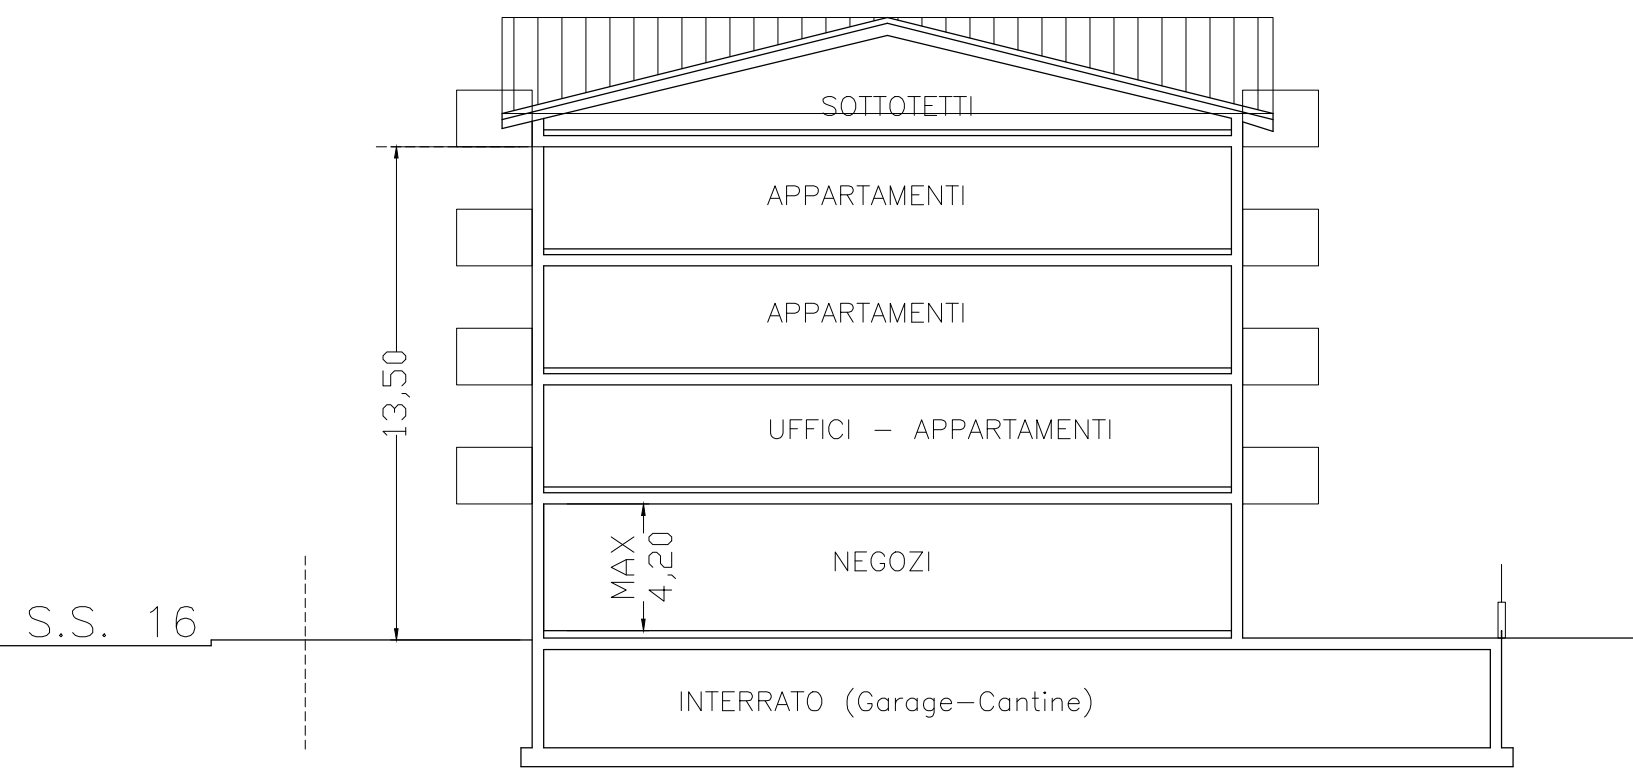 SOTTOTETTI
APPARTAMENTI
APPARTAMENTI
13,50
UFFICI – APPARTAMENTI
MAX
4,20
NEGOZI
S.S. 16
INTERRATO (Garage–Cantine)